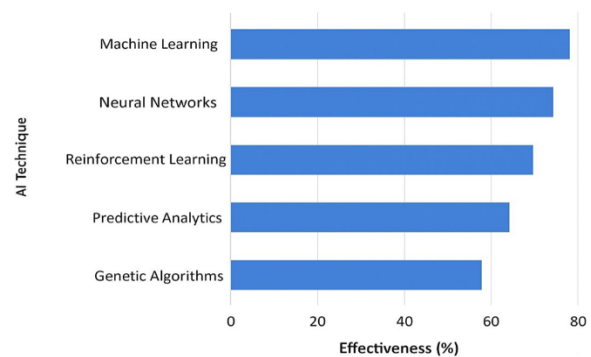 Machine Learning
Neural Networks
Reinforcement Learning
Predictive Analytics
Genetic Algorithms
AI Technique
0 20 40 60 80
Effectiveness (%)